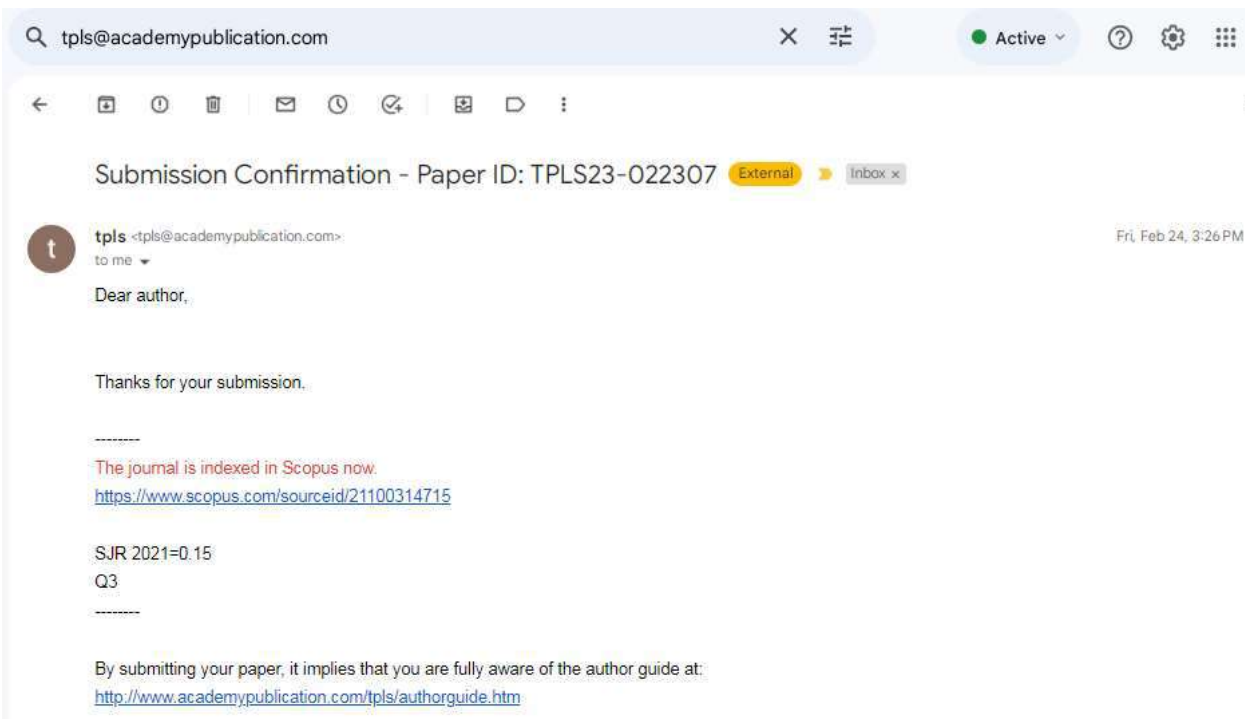 tpls@academypublication.com
Active
Submission Confirmation - Paper ID: TPLS23-022307 External Inbox x
t
tpls <tpls@academypublication.com>
Fri, Feb 24, 3:26 PM
to me
Dear author,
Thanks for your submission.
--------
The journal is indexed in Scopus now.
https://www.scopus.com/sourceid/21100314715
SJR 2021=0.15
Q3
--------
By submitting your paper, it implies that you are fully aware of the author guide at:
http://www.academypublication.com/tpls/authorguide.htm